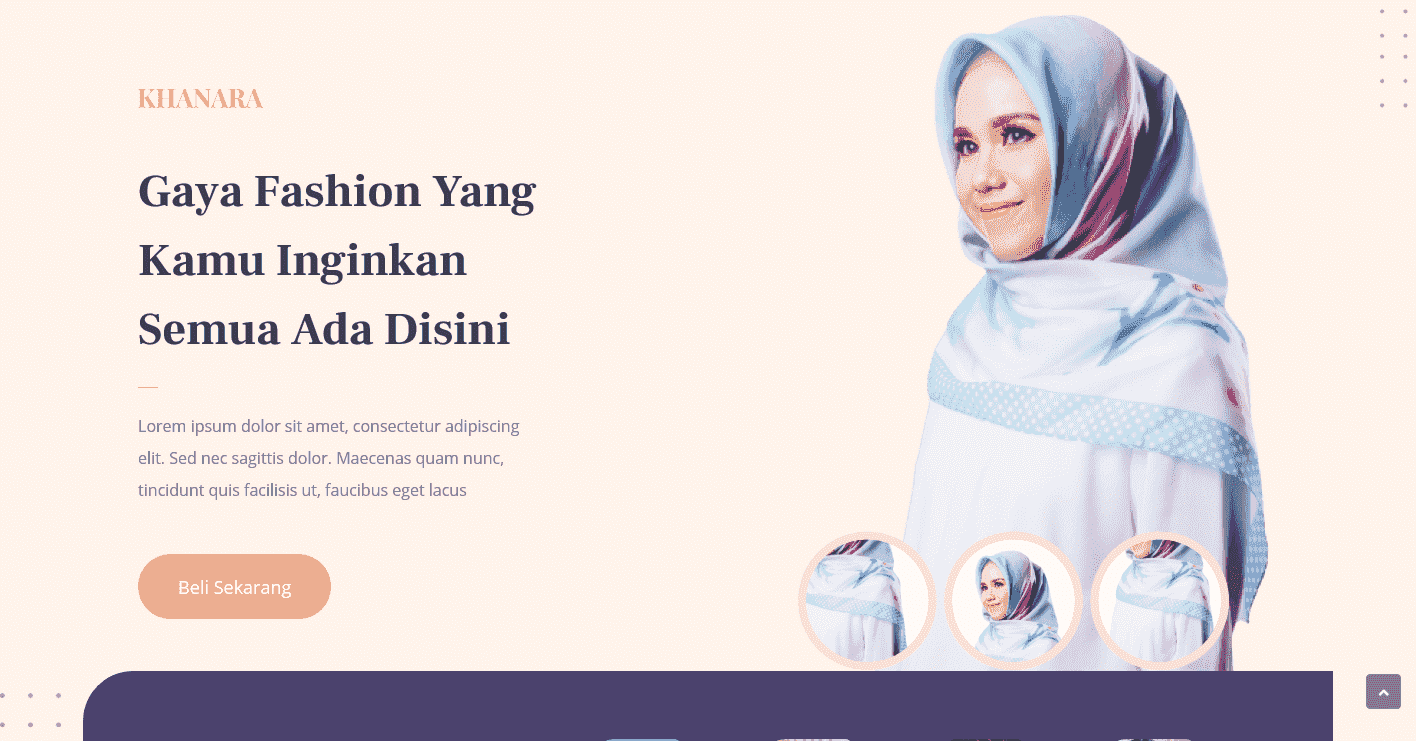 KHANARA
Gaya Fashion Yang
Kamu Inginkan
Semua Ada Disini
Lorem ipsum dolor sit amet, consectetur adipiscing
elit. Sed nec sagittis dolor. Maecenas quam nunc,
tincidunt quis facilisis ut, faucibus eget lacus
Beli Sekarang